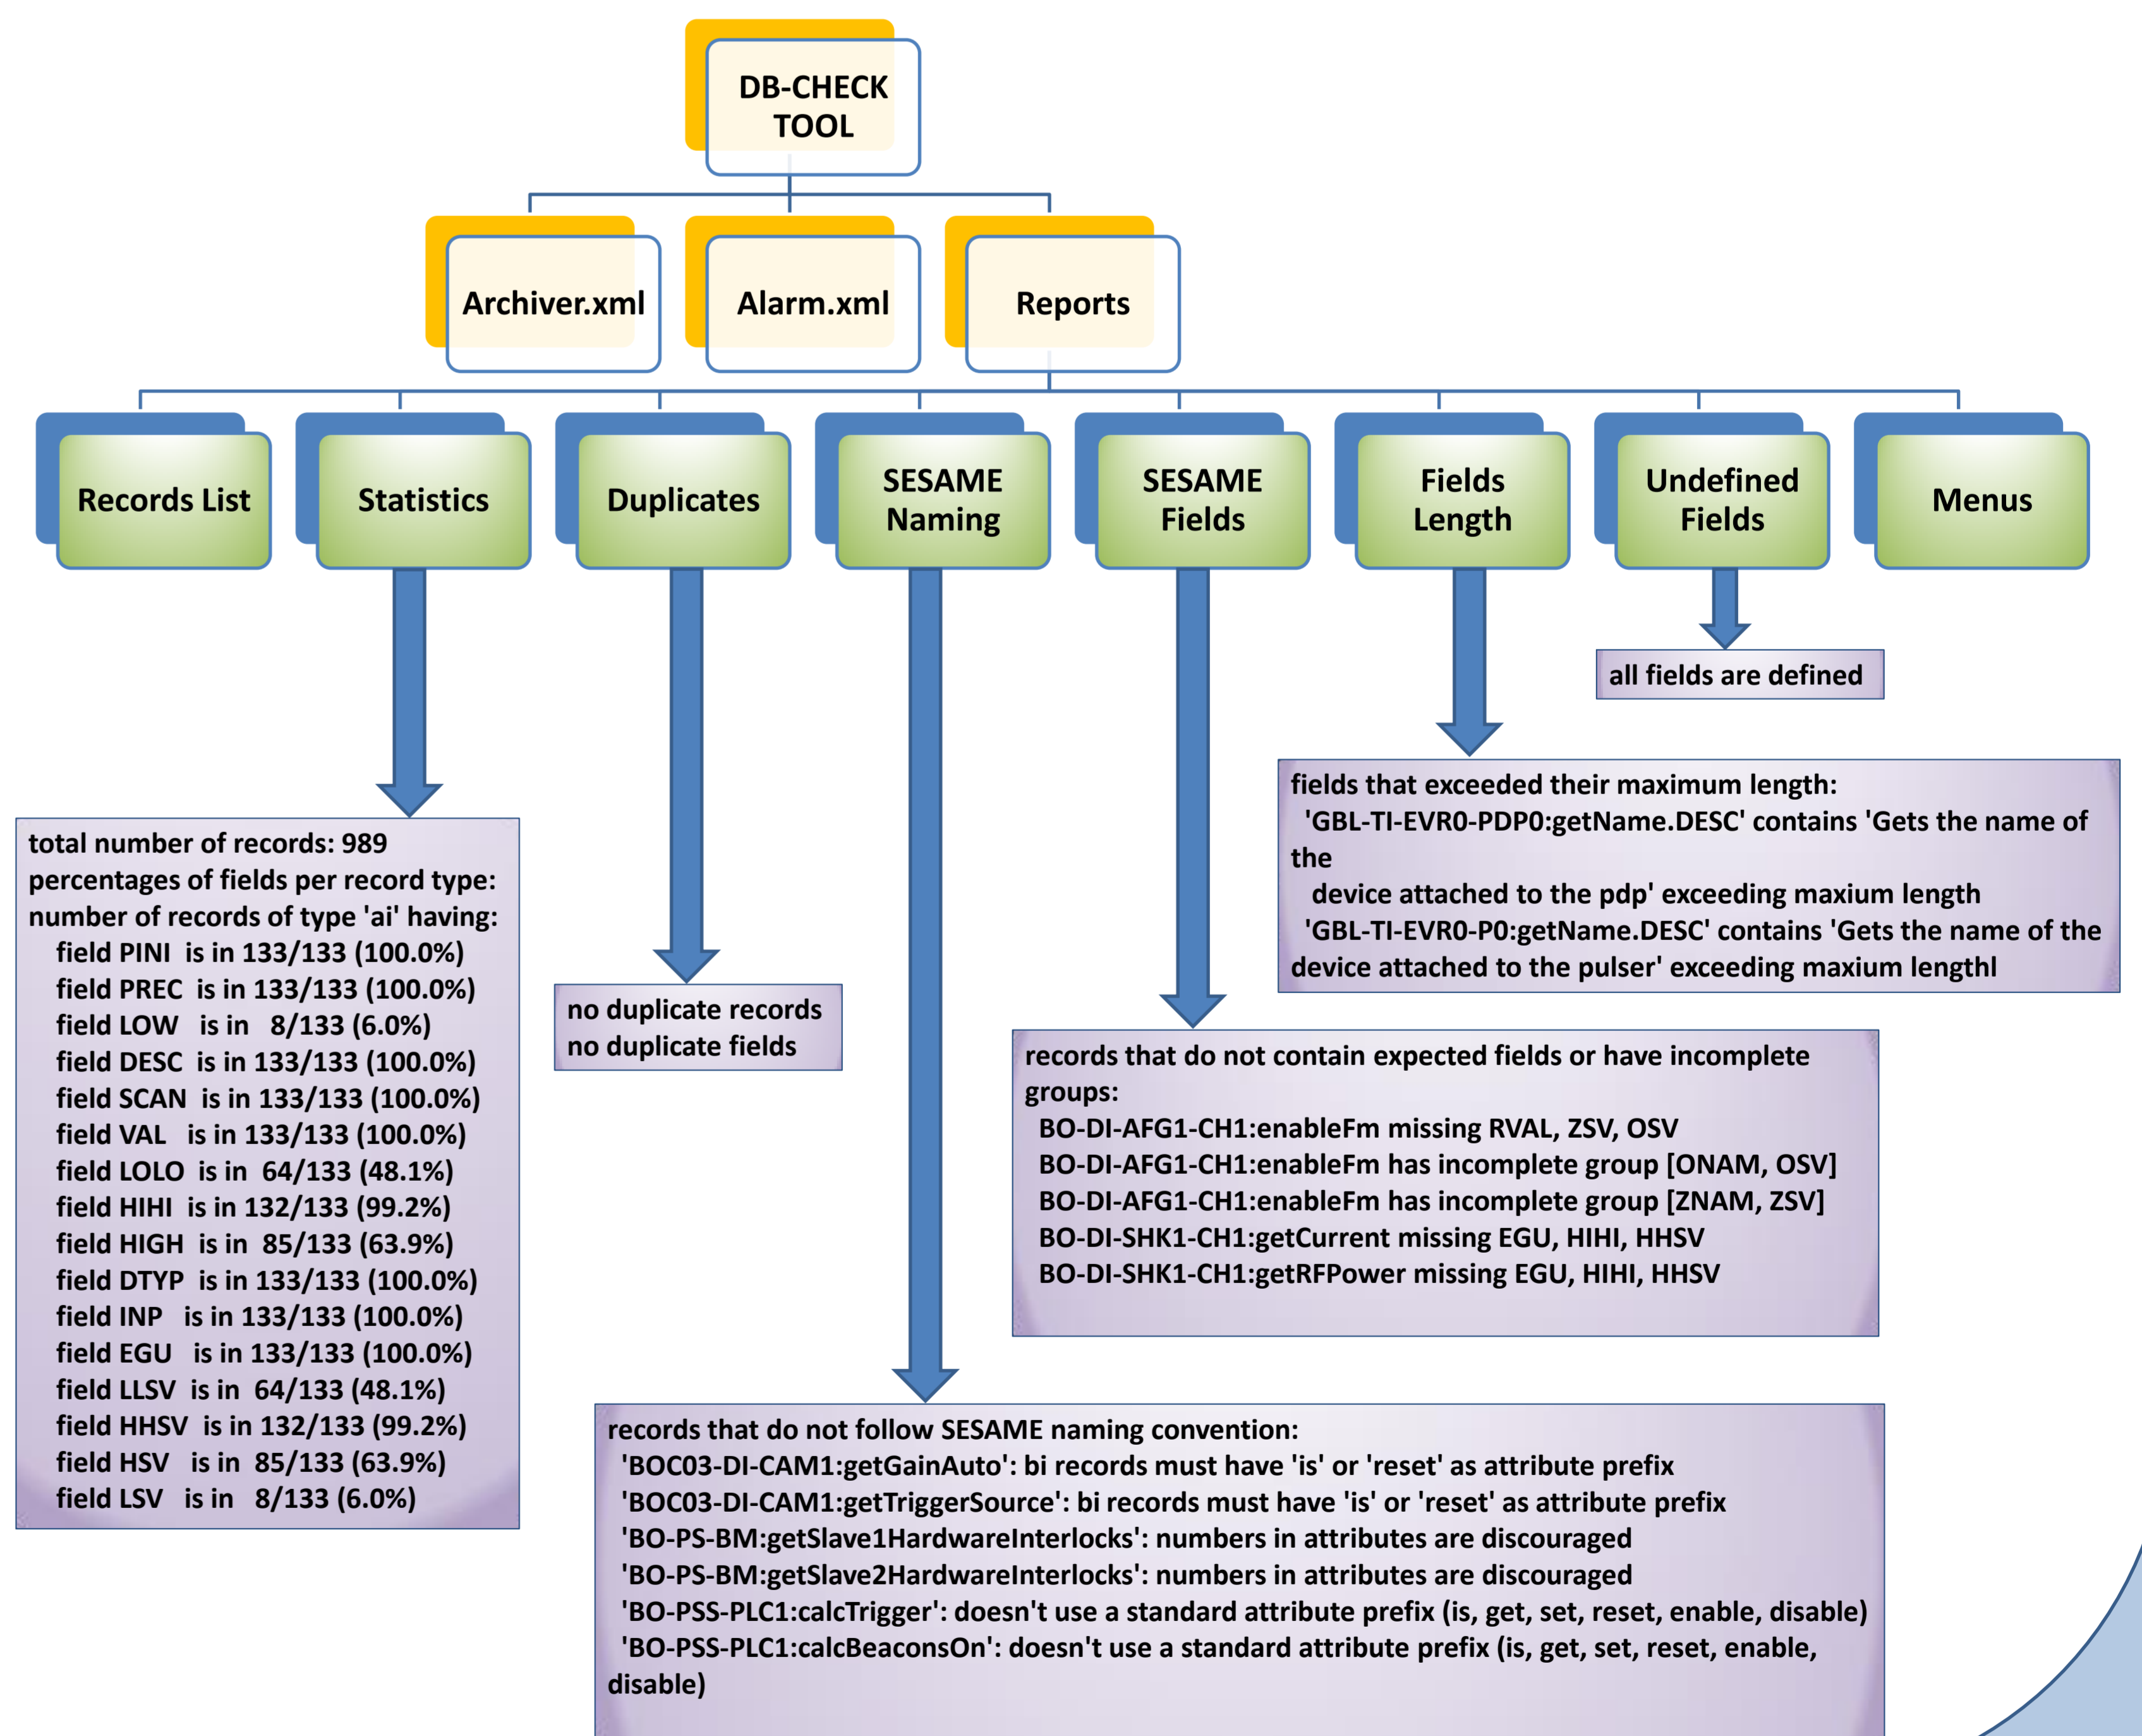 DB-CHECK
TOOL
Archiver.xml
Alarm.xml
Reports
Records List
Statistics
Duplicates
SESAME
Naming
SESAME
Fields
Fields
Length
Undefined
Fields
Menus
all fields are defined
fields that exceeded their maximum length:
'GBL-TI-EVR0-PDP0:getName.DESC' contains 'Gets the name of
the
device attached to the pdp' exceeding maxium length
'GBL-TI-EVR0-P0:getName.DESC' contains 'Gets the name of the
device attached to the pulser' exceeding maxium lengthl
total number of records: 989
percentages of fields per record type:
number of records of type 'ai' having:
field PINI is in 133/133 (100.0%)
field PREC is in 133/133 (100.0%)
field LOW is in 8/133 (6.0%)
field DESC is in 133/133 (100.0%)
field SCAN is in 133/133 (100.0%)
field VAL is in 133/133 (100.0%)
field LOLO is in 64/133 (48.1%)
field HIHI is in 132/133 (99.2%)
field HIGH is in 85/133 (63.9%)
field DTYP is in 133/133 (100.0%)
field INP is in 133/133 (100.0%)
field EGU is in 133/133 (100.0%)
field LLSV is in 64/133 (48.1%)
field HHSV is in 132/133 (99.2%)
field HSV is in 85/133 (63.9%)
field LSV is in 8/133 (6.0%)
no duplicate records
no duplicate fields
records that do not contain expected fields or have incomplete
groups:
BO-DI-AFG1-CH1:enableFm missing RVAL, ZSV, OSV
BO-DI-AFG1-CH1:enableFm has incomplete group [ONAM, OSV]
BO-DI-AFG1-CH1:enableFm has incomplete group [ZNAM, ZSV]
BO-DI-SHK1-CH1:getCurrent missing EGU, HIHI, HHSV
BO-DI-SHK1-CH1:getRFPower missing EGU, HIHI, HHSV
records that do not follow SESAME naming convention:
'BOC03-DI-CAM1:getGainAuto': bi records must have 'is' or 'reset' as attribute prefix
'BOC03-DI-CAM1:getTriggerSource': bi records must have 'is' or 'reset' as attribute prefix
'BO-PS-BM:getSlave1HardwareInterlocks': numbers in attributes are discouraged
'BO-PS-BM:getSlave2HardwareInterlocks': numbers in attributes are discouraged
'BO-PSS-PLC1:calcTrigger': doesn't use a standard attribute prefix (is, get, set, reset, enable, disable)
'BO-PSS-PLC1:calcBeaconsOn': doesn't use a standard attribute prefix (is, get, set, reset, enable,
disable)